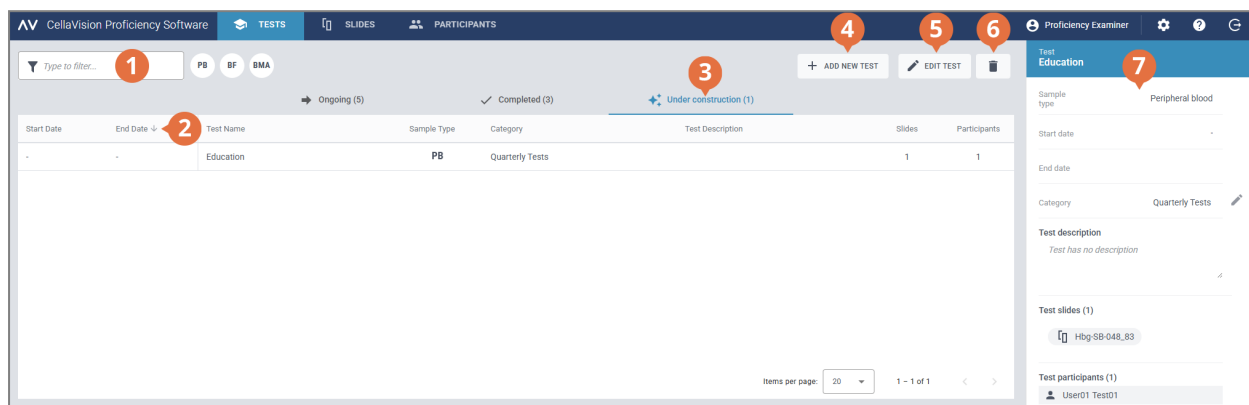 CellaVision Proficiency Software TESTS SLIDES PARTICIPANTS Proficiency Examiner
Type to filter... 1 PB BF BMA
4 5 6
ADD NEW TEST EDIT TEST
3
Ongoing (5) Completed (3) Under construction (1)
Start Date End Date 2 Test Name Sample Type Category Test Description Slides Participants
- - Education PB Quarterly Tests 1 1
Items per page: 20 1 – 1 of 1
Test
Education
7
Sample type Peripheral blood
Start date -
End date
Category Quarterly Tests
Test description
Test has no description
Test slides (1)
Hbg-SB-048_83
Test participants (1)
User01 Test01